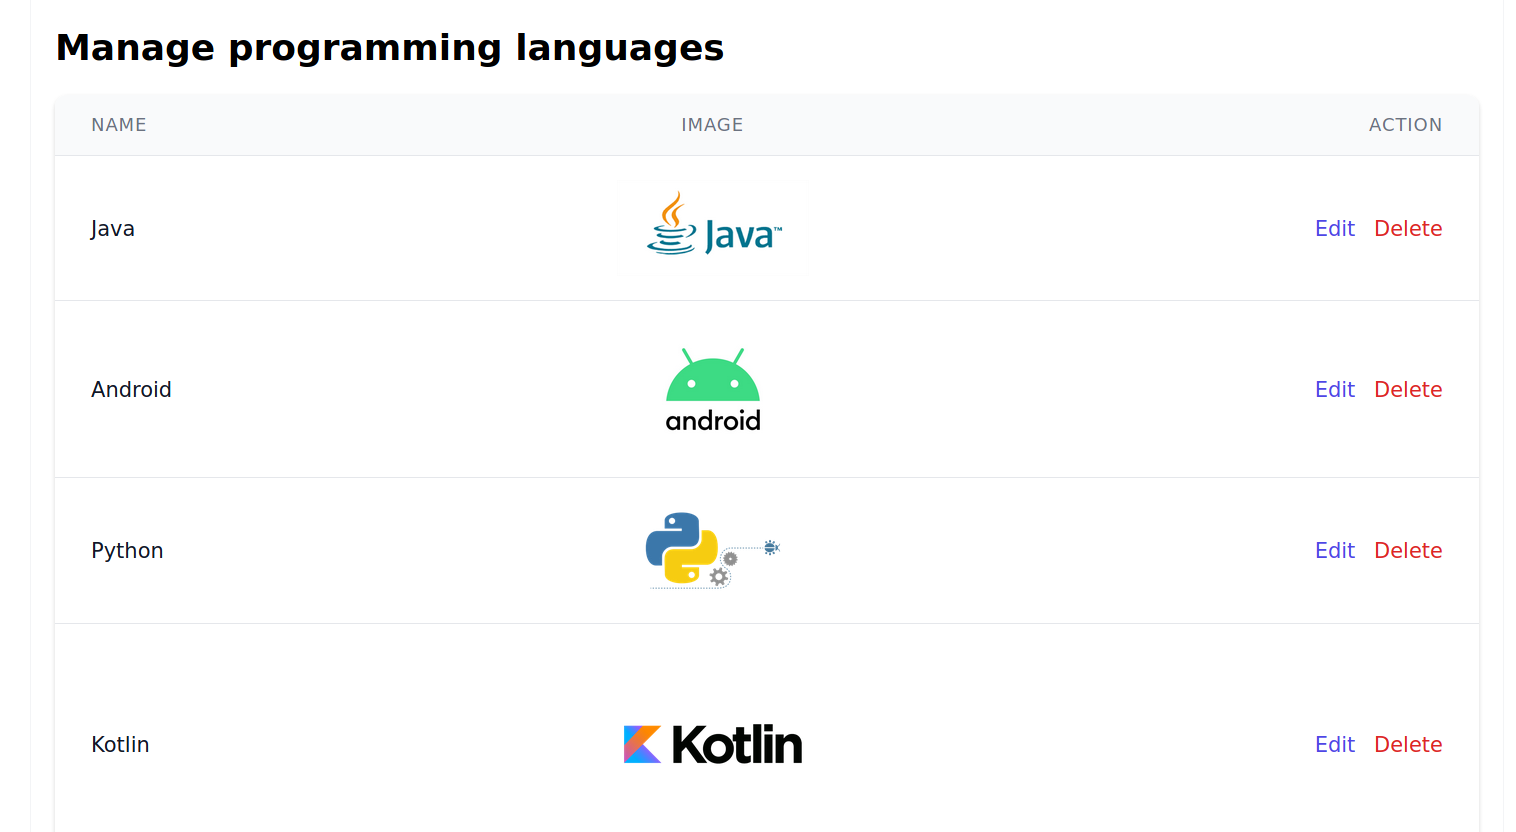 Manage programming languages
NAME IMAGE ACTION
Java Java™ Edit Delete
Android android Edit Delete
Python Edit Delete
Kotlin Kotlin Edit Delete